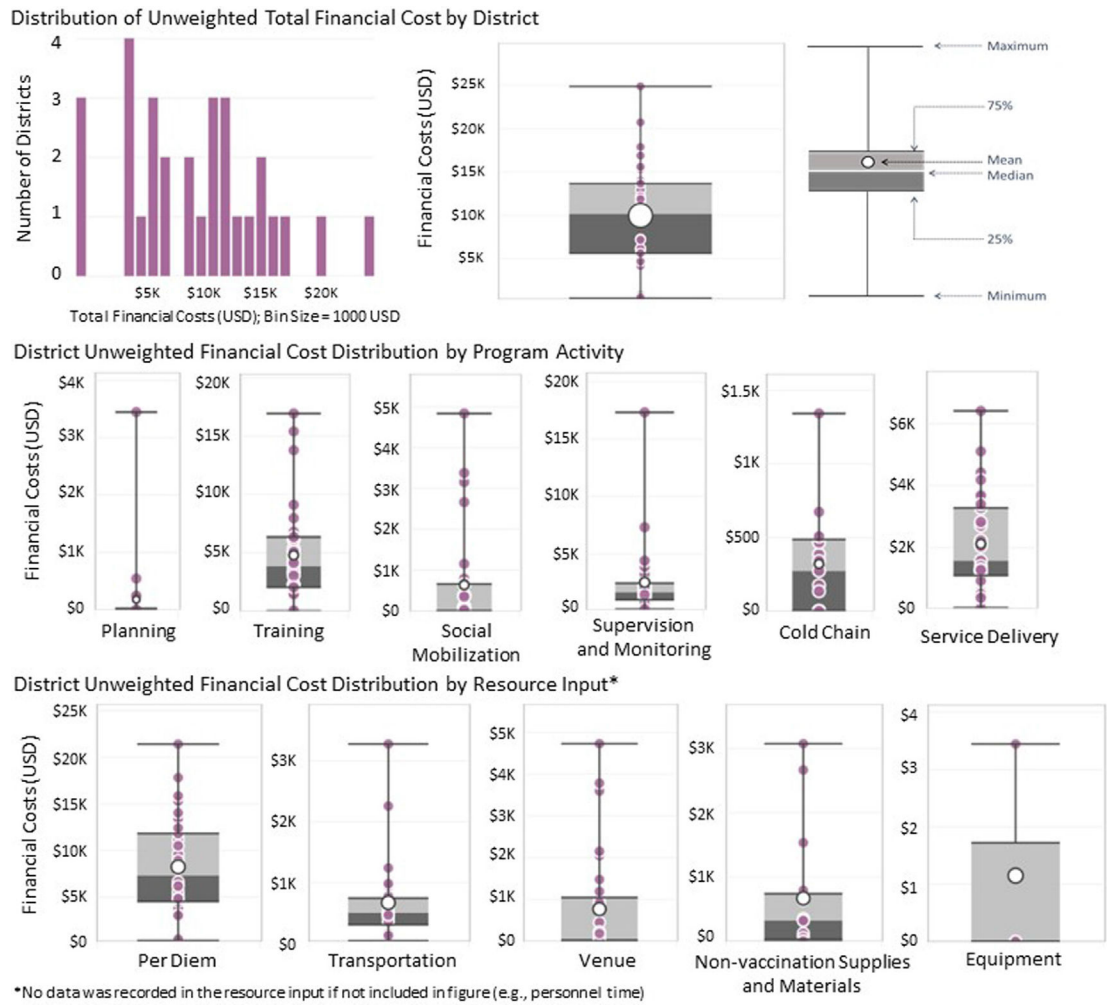 Distribution of Unweighted Total Financial Cost by District
Number of Districts
4
3
2
1
0
$5K $10K $15K $20K
Total Financial Costs (USD); Bin Size = 1000 USD
Financial Costs (USD)
$25K
$20K
$15K
$10K
$5K
Maximum
75%
Mean
Median
25%
Minimum
District Unweighted Financial Cost Distribution by Program Activity
Financial Costs (USD)
$4K
$3K
$2K
$1K
$0
Planning
$20K
$15K
$10K
$5K
$0
Training
$5K
$4K
$3K
$2K
$1K
$0
Social
Mobilization
$20K
$15K
$10K
$5K
$0
Supervision
and Monitoring
$1.5K
$1K
$500
$0
Cold Chain
$6K
$4K
$2K
$0
Service Delivery
District Unweighted Financial Cost Distribution by Resource Input*
Financial Costs (USD)
$25K
$20K
$15K
$10K
$5K
$0
Per Diem
$3K
$2K
$1K
$0
Transportation
$5K
$4K
$3K
$2K
$1K
$0
Venue
$3K
$2K
$1K
$0
Non-vaccination Supplies
and Materials
$4
$3
$2
$1
$0
Equipment
*No data was recorded in the resource input if not included in figure (e.g., personnel time)